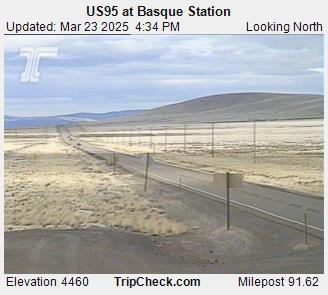 US95 at Basque Station
Updated: Mar 23 2025 4:34 PM Looking North
Elevation 4460 TripCheck.com Milepost 91.62